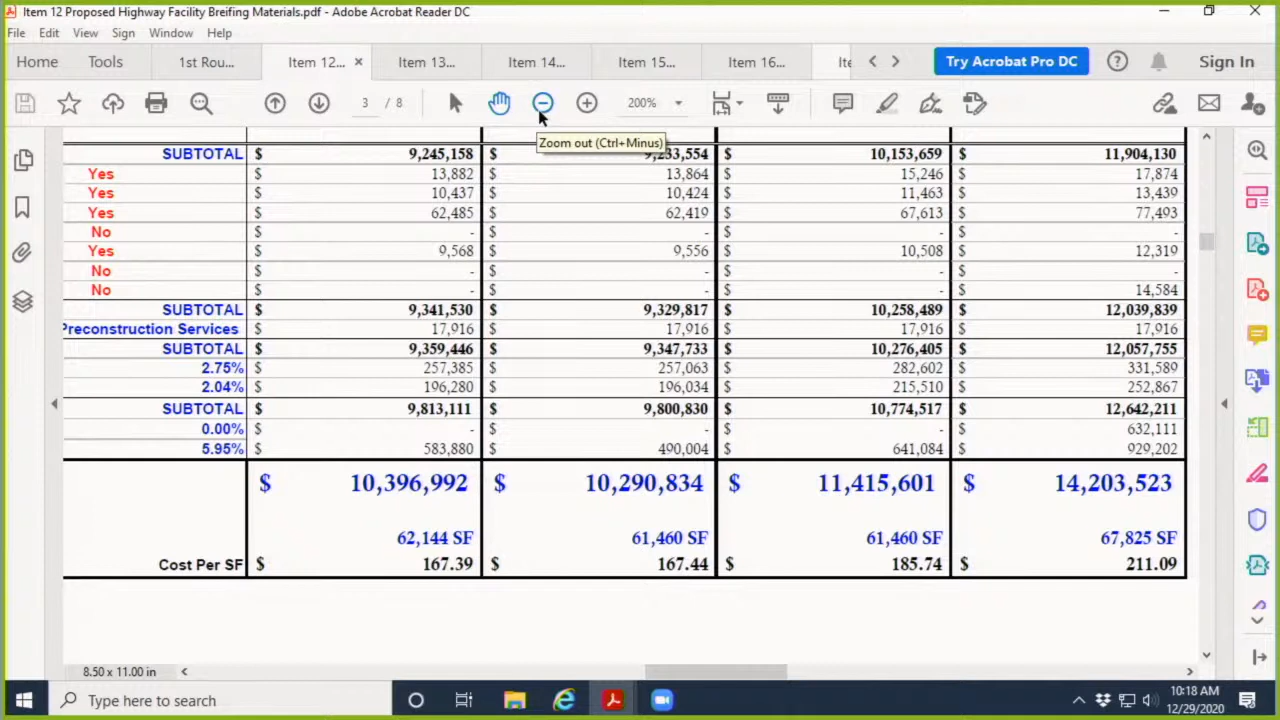 Item 12 Proposed Highway Facility Breifing Materials.pdf - Adobe Acrobat Reader DC
File Edit View Sign Window Help
Home Tools 1st Rou... Item 12... × Item 13... Item 14... Item 15... Item 16... Ite Try Acrobat Pro DC Sign In
3 / 8 200%
Zoom out (Ctrl+Minus)
SUBTOTAL $ 9,245,158 $ 9,233,554 $ 10,153,659 $ 11,904,130
Yes $ 13,882 $ 13,864 $ 15,246 $ 17,874
Yes $ 10,437 $ 10,424 $ 11,463 $ 13,439
Yes $ 62,485 $ 62,419 $ 67,613 $ 77,493
No $ - $ - $ - $ -
Yes $ 9,568 $ 9,556 $ 10,508 $ 12,319
No $ - $ - $ - $ -
No $ - $ - $ - $ 14,584
SUBTOTAL $ 9,341,530 $ 9,329,817 $ 10,258,489 $ 12,039,839
Preconstruction Services $ 17,916 $ 17,916 $ 17,916 $ 17,916
SUBTOTAL $ 9,359,446 $ 9,347,733 $ 10,276,405 $ 12,057,755
2.75% $ 257,385 $ 257,063 $ 282,602 $ 331,589
2.04% $ 196,280 $ 196,034 $ 215,510 $ 252,867
SUBTOTAL $ 9,813,111 $ 9,800,830 $ 10,774,517 $ 12,642,211
0.00% $ - $ - $ - $ 632,111
5.95% $ 583,880 $ 490,004 $ 641,084 $ 929,202
$ 10,396,992 $ 10,290,834 $ 11,415,601 $ 14,203,523
62,144 SF 61,460 SF 61,460 SF 67,825 SF
Cost Per SF $ 167.39 $ 167.44 $ 185.74 $ 211.09
8.50 x 11.00 in
Type here to search
10:18 AM
12/29/2020